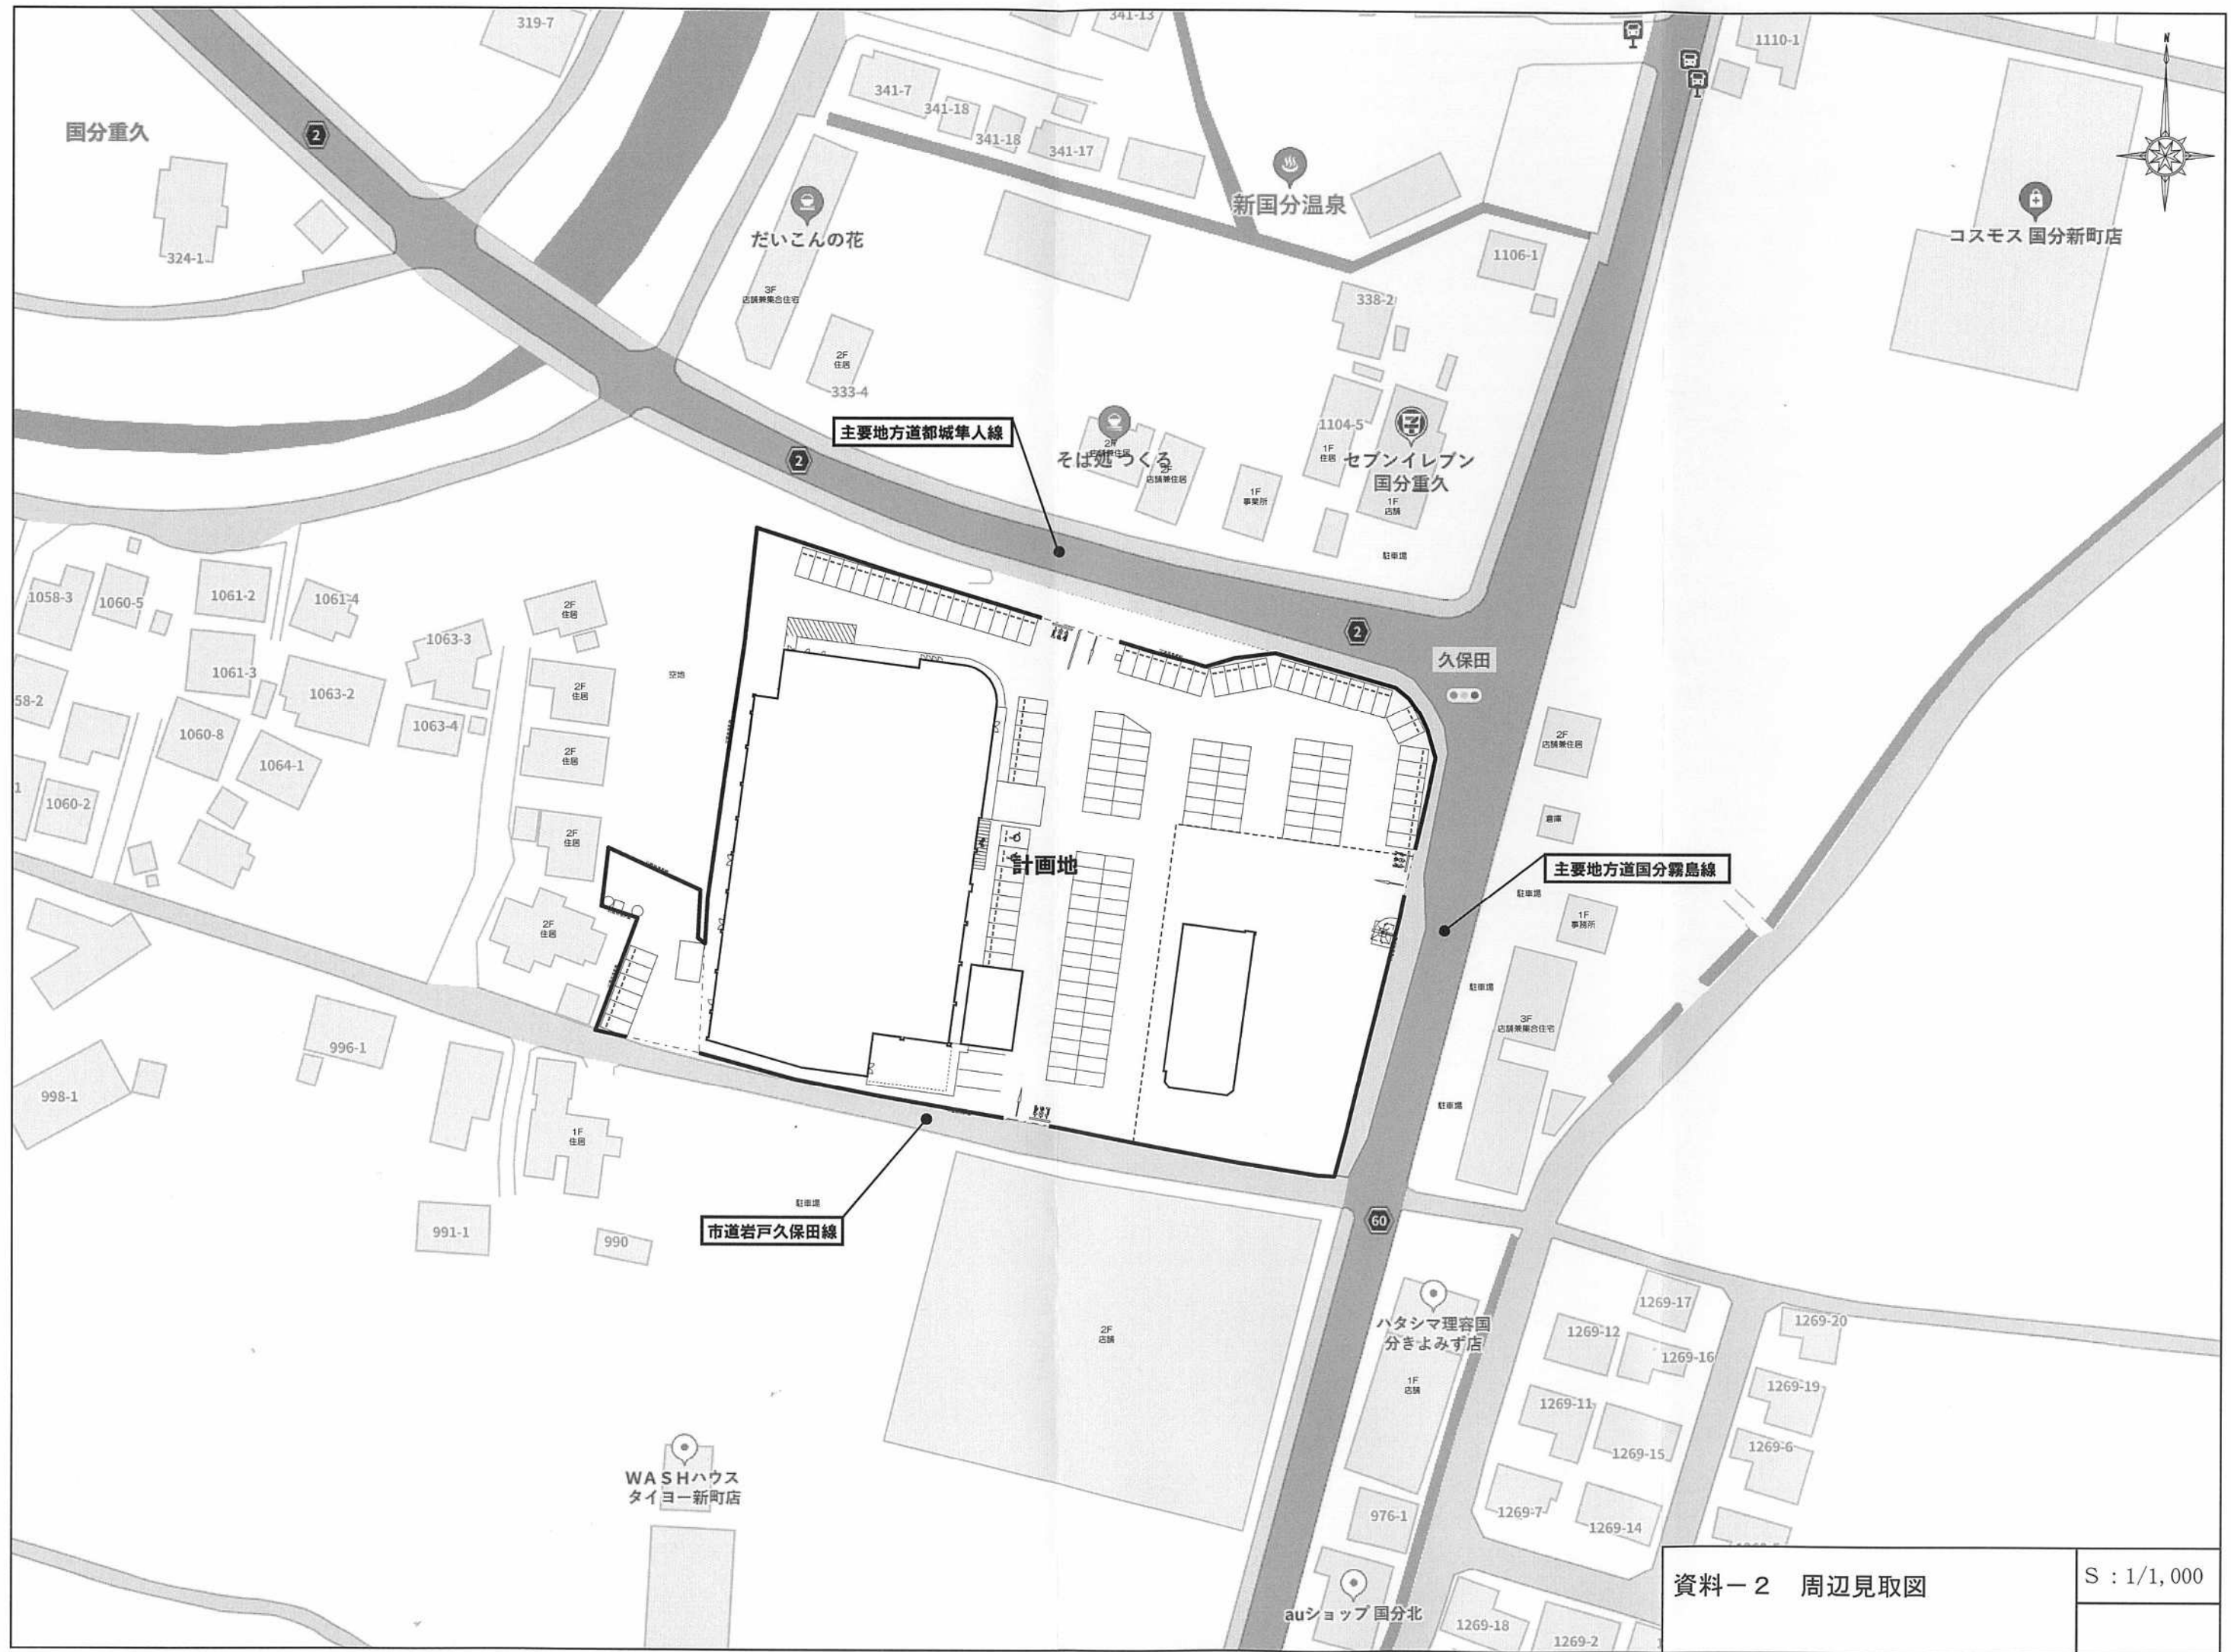 319-7
341-13
1110-1
N
国分重久
2
341-7
341-18
341-18
341-17
新国分温泉
コスモス 国分新町店
324-1
だいこんの花
3F
店舗兼集合住宅
1106-1
338-2
2F
住居
333-4
主要地方道都城隼人線
2
そば処 つくる
2F
店舗兼住居
2F
店舗兼住居
1F
事業所
1104-5
1F
住居
セブンイレブン
国分重久
1F
店舗
駐車場
1058-3
1060-5
1061-2
1061-4
2F
住居
1063-3
2
久保田
1061-3
1063-2
2F
住居
空地
58-2
1060-8
1063-4
2F
住居
2F
店舗兼住居
1064-1
1
1060-2
2F
住居
倉庫
計画地
主要地方道国分霧島線
駐車場
1F
事務所
2F
住居
駐車場
3F
店舗兼集合住宅
996-1
998-1
駐車場
1F
住居
駐車場
市道岩戸久保田線
991-1
990
60
2F
店舗
ハタシマ理容国
分きよみず店
1F
店舗
1269-17
1269-12
1269-16
1269-20
1269-19
1269-11
1269-15
1269-6
WASHハウス
タイヨー新町店
976-1
1269-7
1269-14
auショップ 国分北
1269-18
1269-2
資料－2 周辺見取図
S : 1/1,000